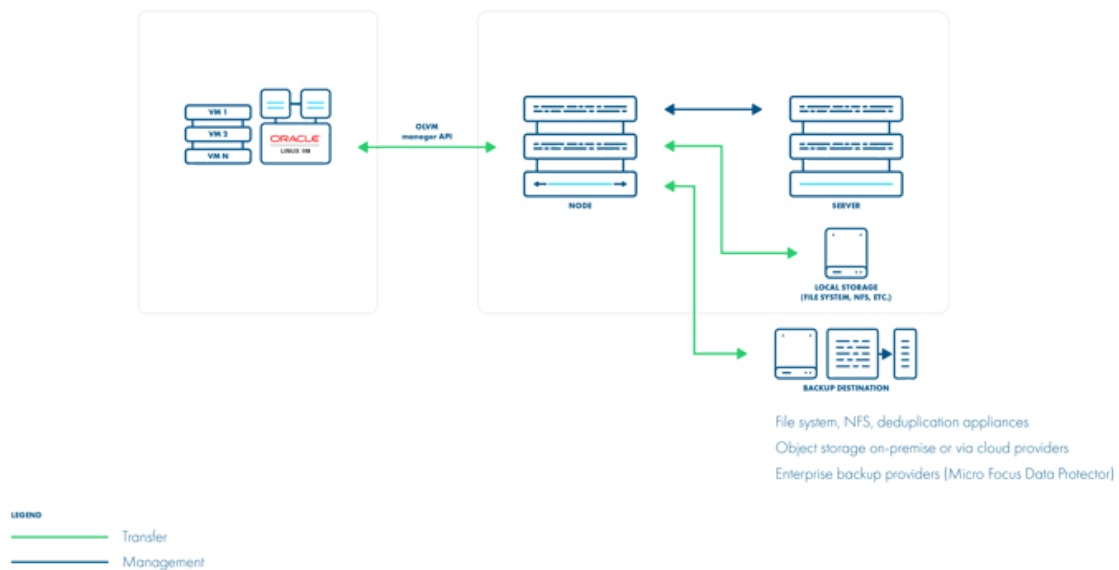 VM 1
VM 2
VM N
ORACLE
LINUX VM
OLVM
manager API
NODE
SERVER
LOCAL STORAGE
(FILE SYSTEM, NFS, ETC.)
BACKUP DESTINATION
File system, NFS, deduplication appliances
Object storage on-premise or via cloud providers
Enterprise backup providers (Micro Focus Data Protector)
LEGEND
Transfer
Management